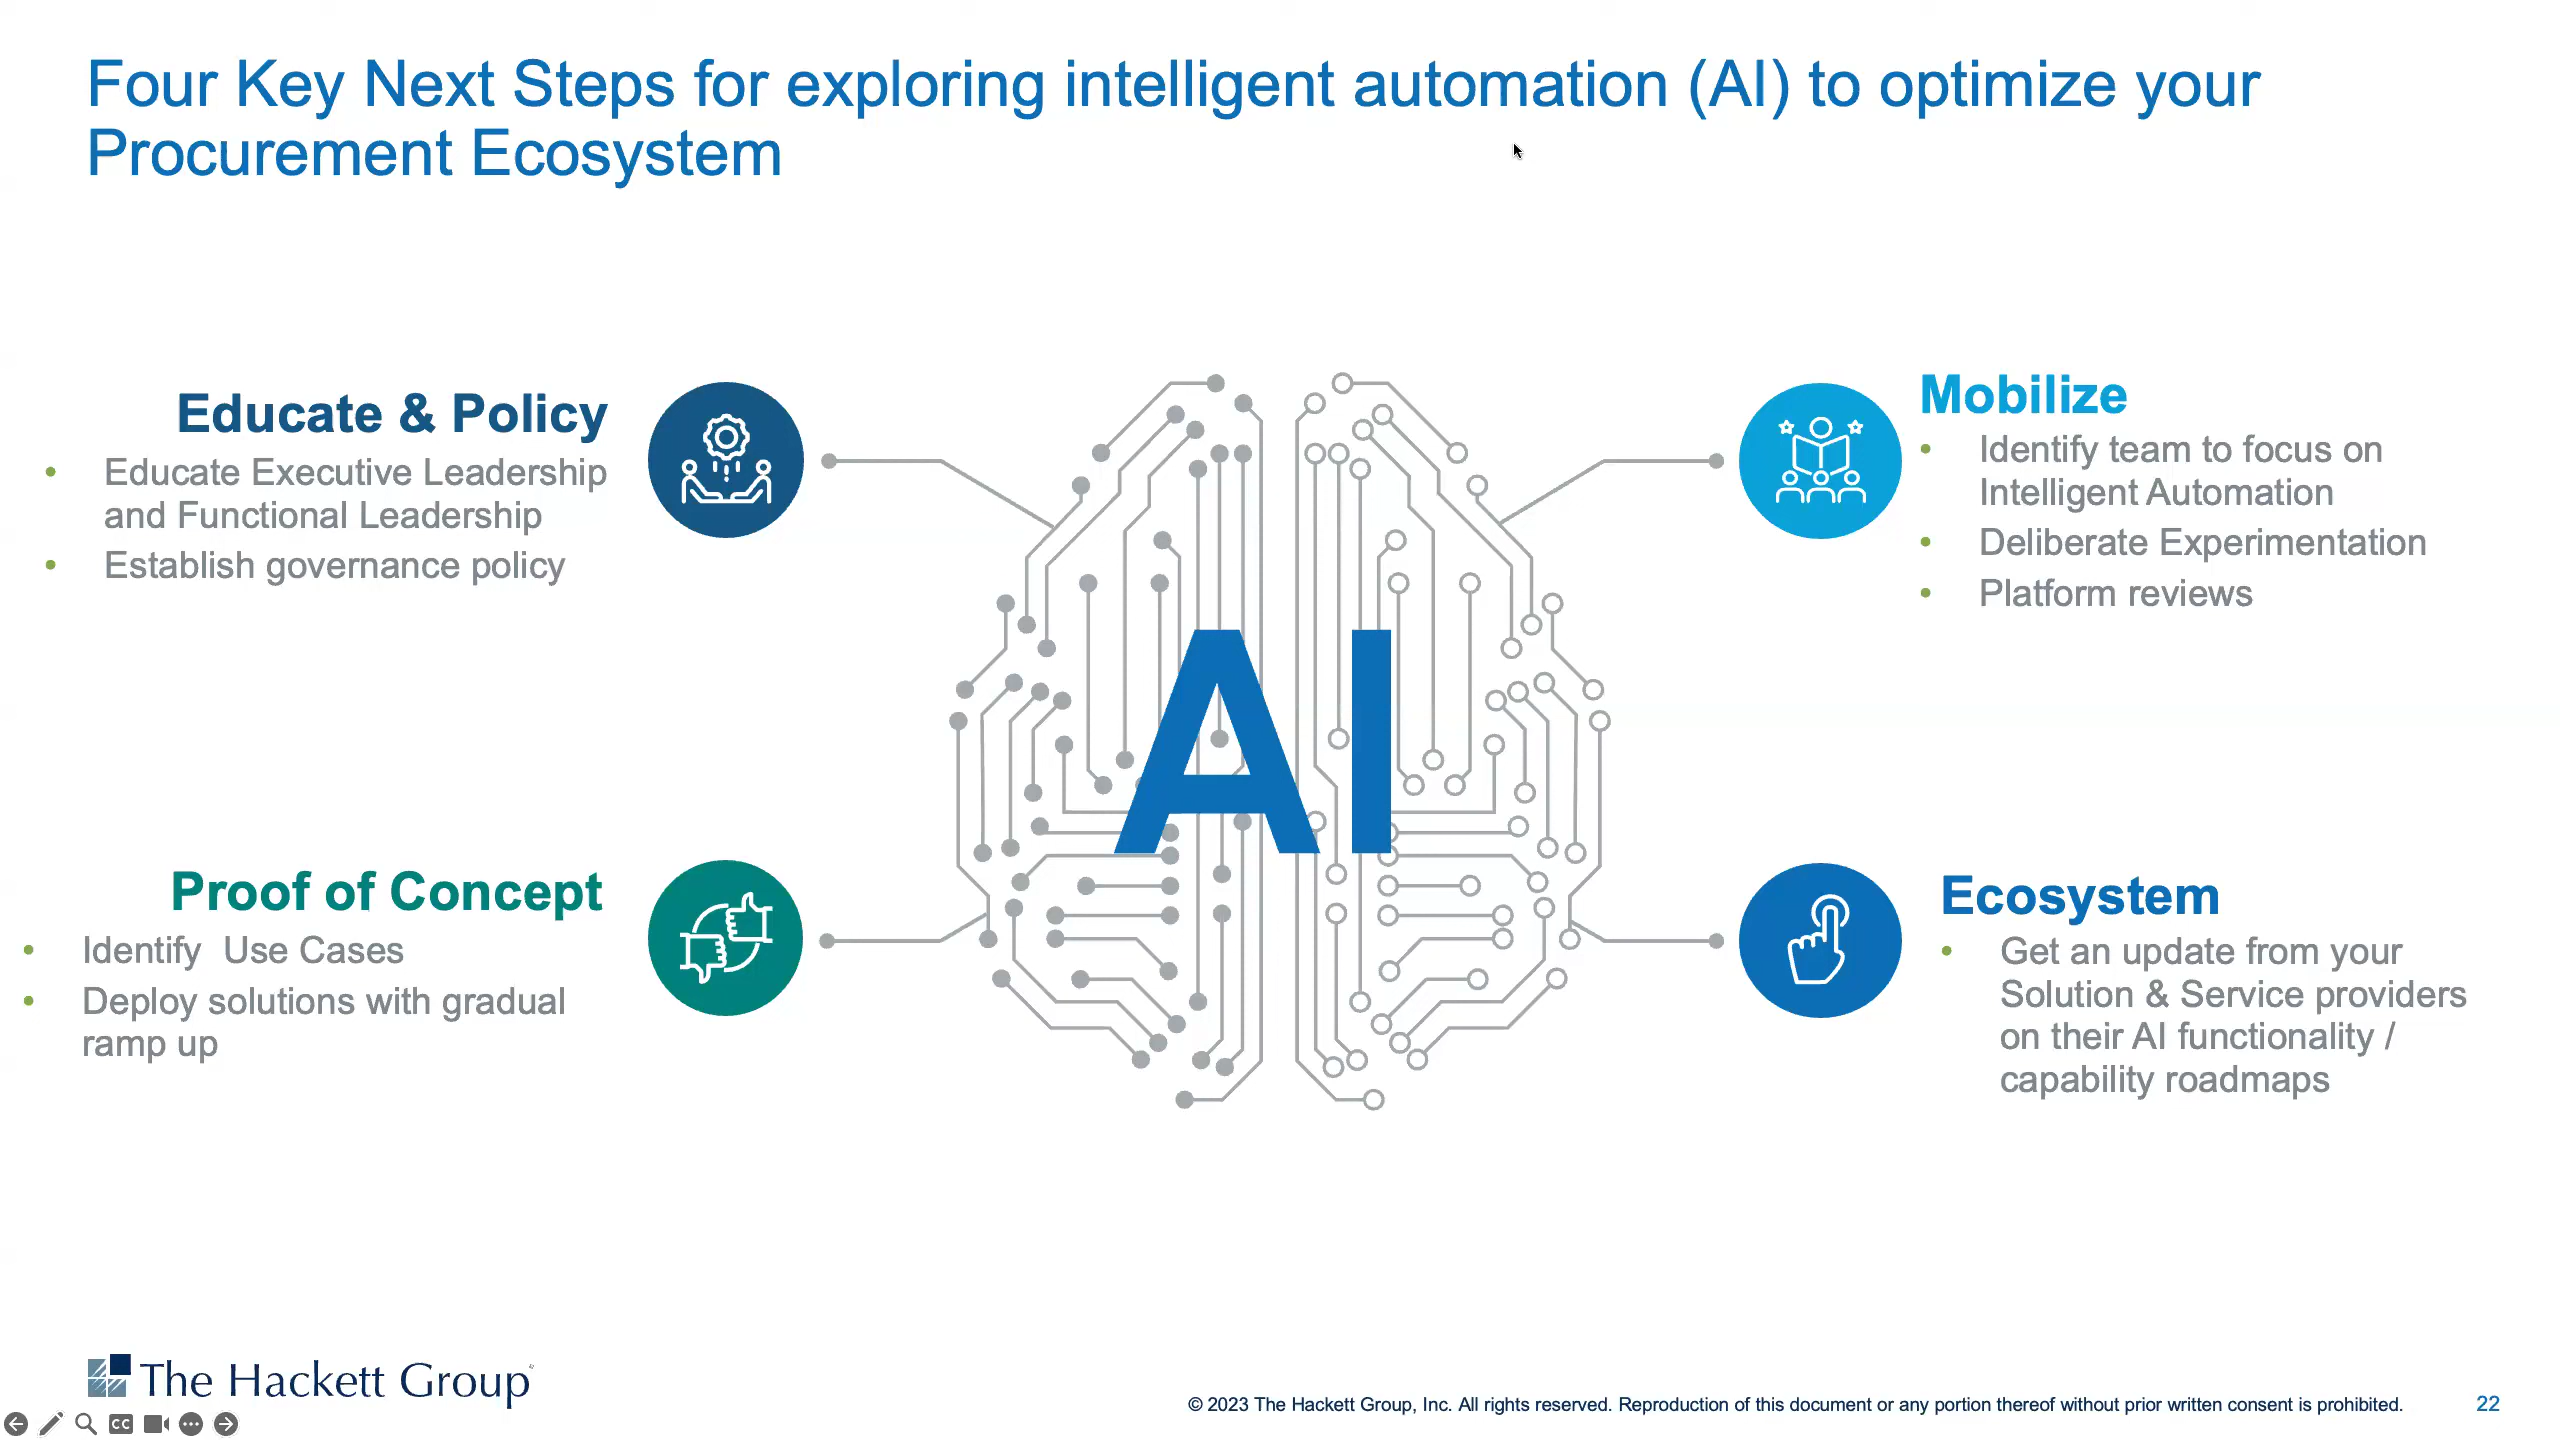 Four Key Next Steps for exploring intelligent automation (AI) to optimize your
Procurement Ecosystem
Educate & Policy
• Educate Executive Leadership
and Functional Leadership
• Establish governance policy
Mobilize
• Identify team to focus on
Intelligent Automation
• Deliberate Experimentation
• Platform reviews
AI
Proof of Concept
• Identify  Use Cases
• Deploy solutions with gradual
ramp up
Ecosystem
• Get an update from your
Solution & Service providers
on their AI functionality /
capability roadmaps
The Hackett Group
© 2023 The Hackett Group, Inc. All rights reserved. Reproduction of this document or any portion thereof without prior written consent is prohibited.
22
CC